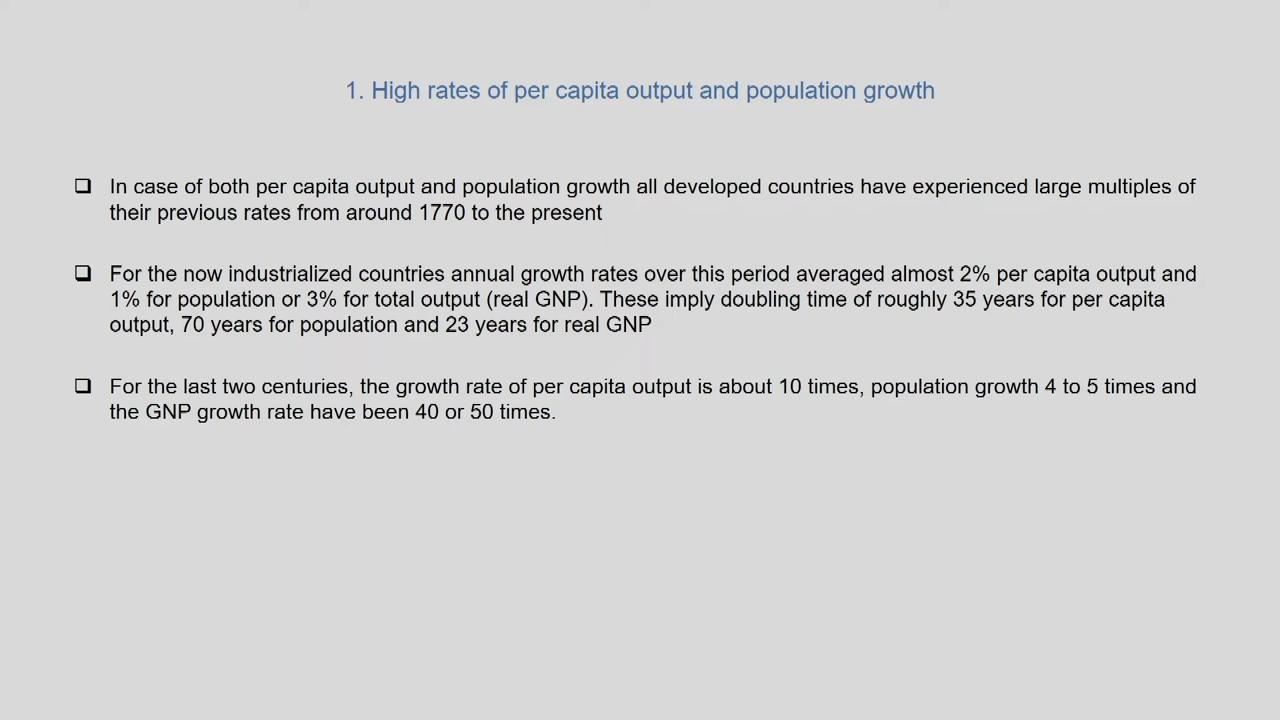 1. High rates of per capita output and population growth
❑ In case of both per capita output and population growth all developed countries have experienced large multiples of
their previous rates from around 1770 to the present
❑ For the now industrialized countries annual growth rates over this period averaged almost 2% per capita output and
1% for population or 3% for total output (real GNP). These imply doubling time of roughly 35 years for per capita
output, 70 years for population and 23 years for real GNP
❑ For the last two centuries, the growth rate of per capita output is about 10 times, population growth 4 to 5 times and
the GNP growth rate have been 40 or 50 times.